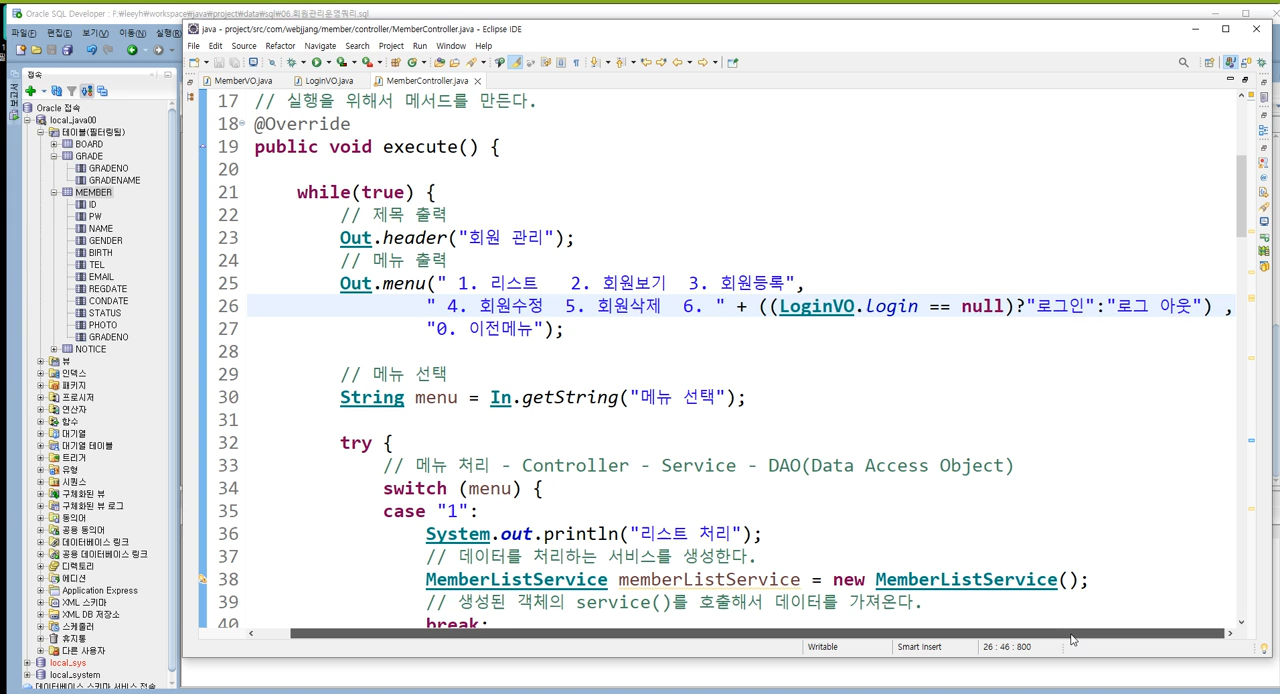 Oracle SQL Developer : F:₩leeyh₩workspace₩java₩project₩data₩sql₩06.회원관리운영쿼리.sql
파일(F) 편집(E) 보기(V) 이동(N) 실행(R)
접속
Oracle 접속
local_java00
테이블(필터링됨)
BOARD
GRADE
GRADENO
GRADENAME
MEMBER
ID
PW
NAME
GENDER
BIRTH
TEL
EMAIL
REGDATE
CONDATE
STATUS
PHOTO
GRADENO
NOTICE
뷰
인덱스
패키지
프로시저
연산자
함수
대기열
대기열 테이블
트리거
유형
시퀀스
구체화된 뷰
구체화된 뷰 로그
동의어
공용 동의어
데이터베이스 링크
공용 데이터베이스 링크
디렉토리
에디션
Application Express
XML 스키마
XML DB 저장소
스케줄러
휴지통
다른 사용자
local_sys
local_system
데이터베이스 스키마 서비스 접속
java - project/src/com/webjjang/member/controller/MemberController.java - Eclipse IDE
File Edit Source Refactor Navigate Search Project Run Window Help
MemberVO.java LoginVO.java MemberController.java
17 // 실행을 위해서 메서드를 만든다.
18 @Override
19 public void execute() {
20
21 while(true) {
22 // 제목 출력
23 Out.header("회원 관리");
24 // 메뉴 출력
25 Out.menu(" 1. 리스트   2. 회원보기  3. 회원등록",
26 " 4. 회원수정  5. 회원삭제  6. " + ((LoginVO.login == null)?"로그인":"로그 아웃") ,
27 "0. 이전메뉴");
28
29 // 메뉴 선택
30 String menu = In.getString("메뉴 선택");
31
32 try {
33 // 메뉴 처리 - Controller - Service - DAO(Data Access Object)
34 switch (menu) {
35 case "1":
36 System.out.println("리스트 처리");
37 // 데이터를 처리하는 서비스를 생성한다.
38 MemberListService memberListService = new MemberListService();
39 // 생성된 객체의 service()를 호출해서 데이터를 가져온다.
40 break;
Writable Smart Insert 26 : 46 : 800